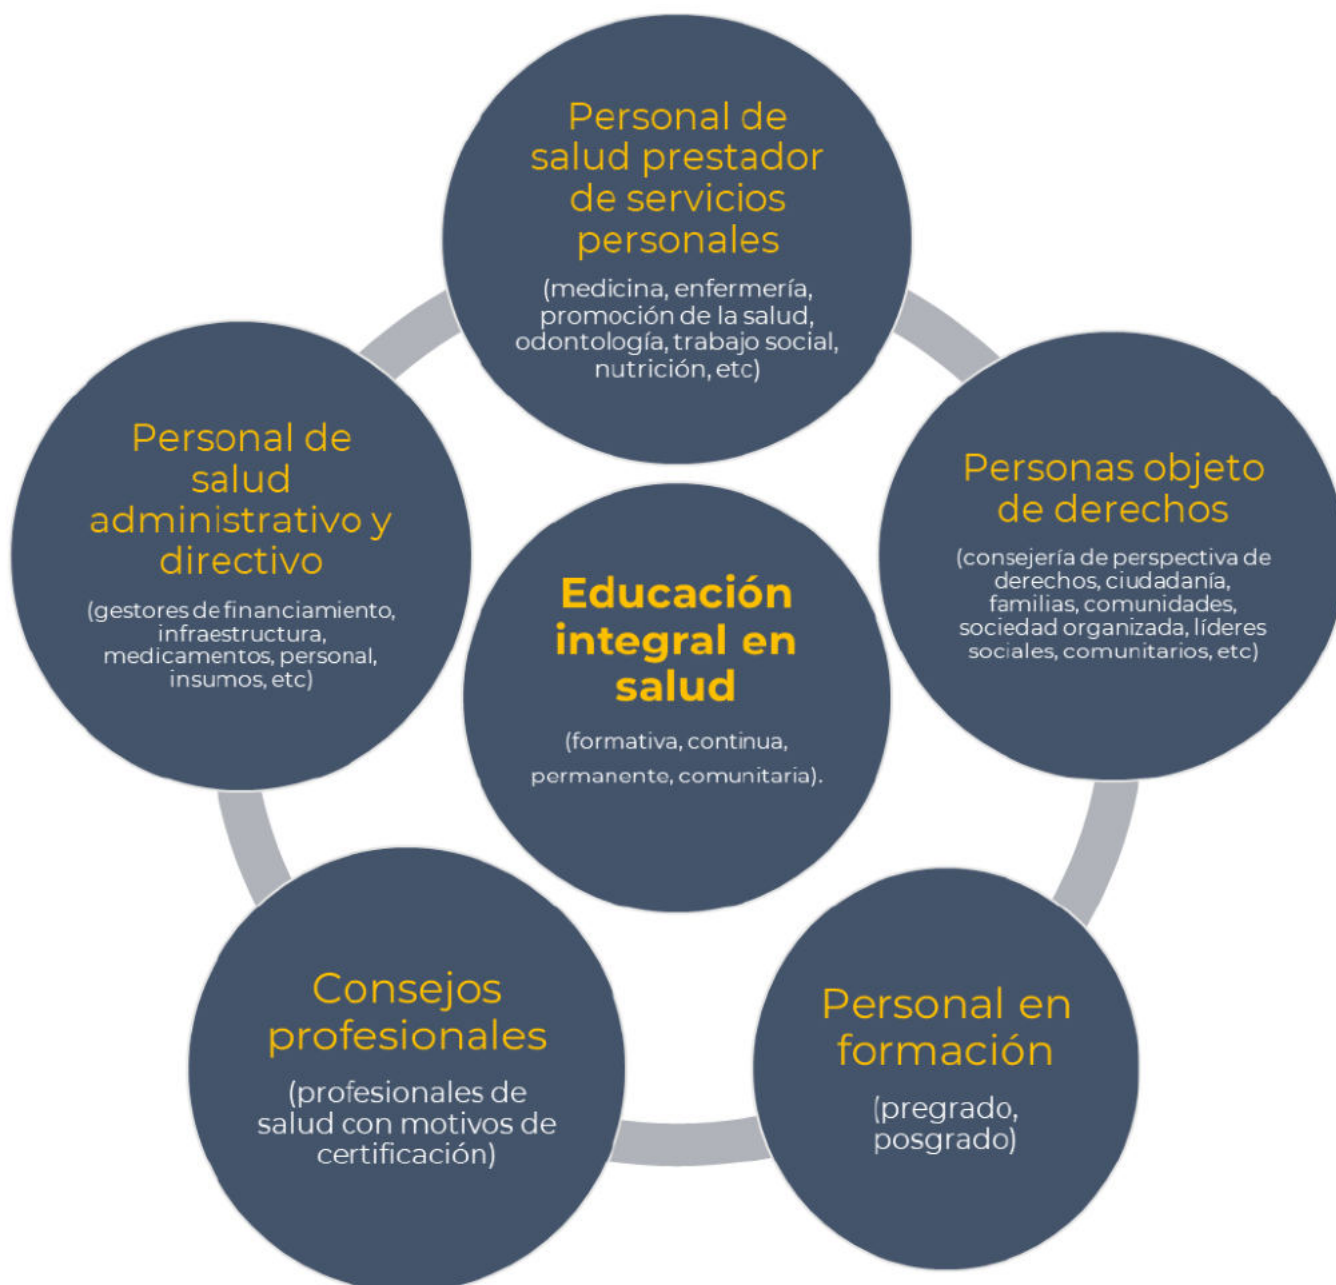 Personal de
salud prestador
de servicios
personales
(medicina, enfermería,
promoción de la salud,
odontología, trabajo social,
nutrición, etc)
Personal de
salud
administrativo y
directivo
(gestores de financiamiento,
infraestructura,
medicamentos, personal,
insumos, etc)
Personas objeto
de derechos
(consejería de perspectiva de
derechos, ciudadanía,
familias, comunidades,
sociedad organizada, líderes
sociales, comunitarios, etc)
Educación
integral en
salud
(formativa, continua,
permanente, comunitaria).
Consejos
profesionales
(profesionales de
salud con motivos de
certificación)
Personal en
formación
(pregrado,
posgrado)